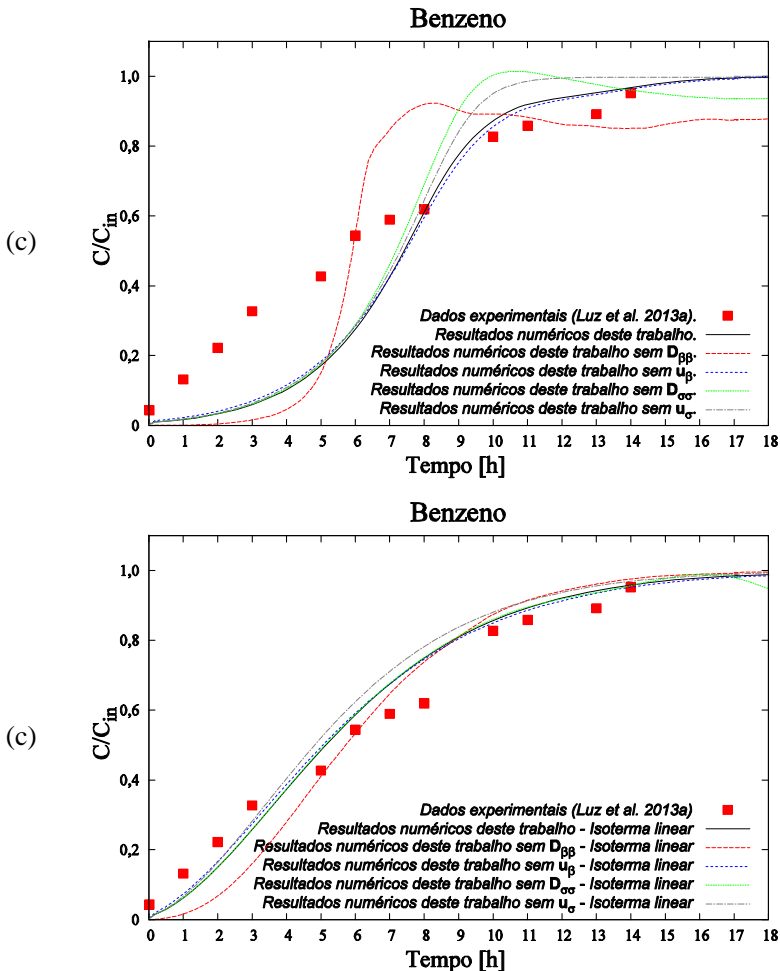 Benzeno
(c)
C/C_in
1,0
0,8
0,6
0,4
0,2
0
Dados experimentais (Luz et al. 2013a).
Resultados numéricos deste trabalho.
Resultados numéricos deste trabalho sem D_ββ.
Resultados numéricos deste trabalho sem u_β.
Resultados numéricos deste trabalho sem D_σσ.
Resultados numéricos deste trabalho sem u_σ.
0 1 2 3 4 5 6 7 8 9 10 11 12 13 14 15 16 17 18
Tempo [h]
Benzeno
(c)
C/C_in
1,0
0,8
0,6
0,4
0,2
0
Dados experimentais (Luz et al. 2013a)
Resultados numéricos deste trabalho - Isoterma linear
Resultados numéricos deste trabalho sem D_ββ - Isoterma linear
Resultados numéricos deste trabalho sem u_β - Isoterma linear
Resultados numéricos deste trabalho sem D_σσ - Isoterma linear
Resultados numéricos deste trabalho sem u_σ - Isoterma linear
0 1 2 3 4 5 6 7 8 9 10 11 12 13 14 15 16 17 18
Tempo [h]